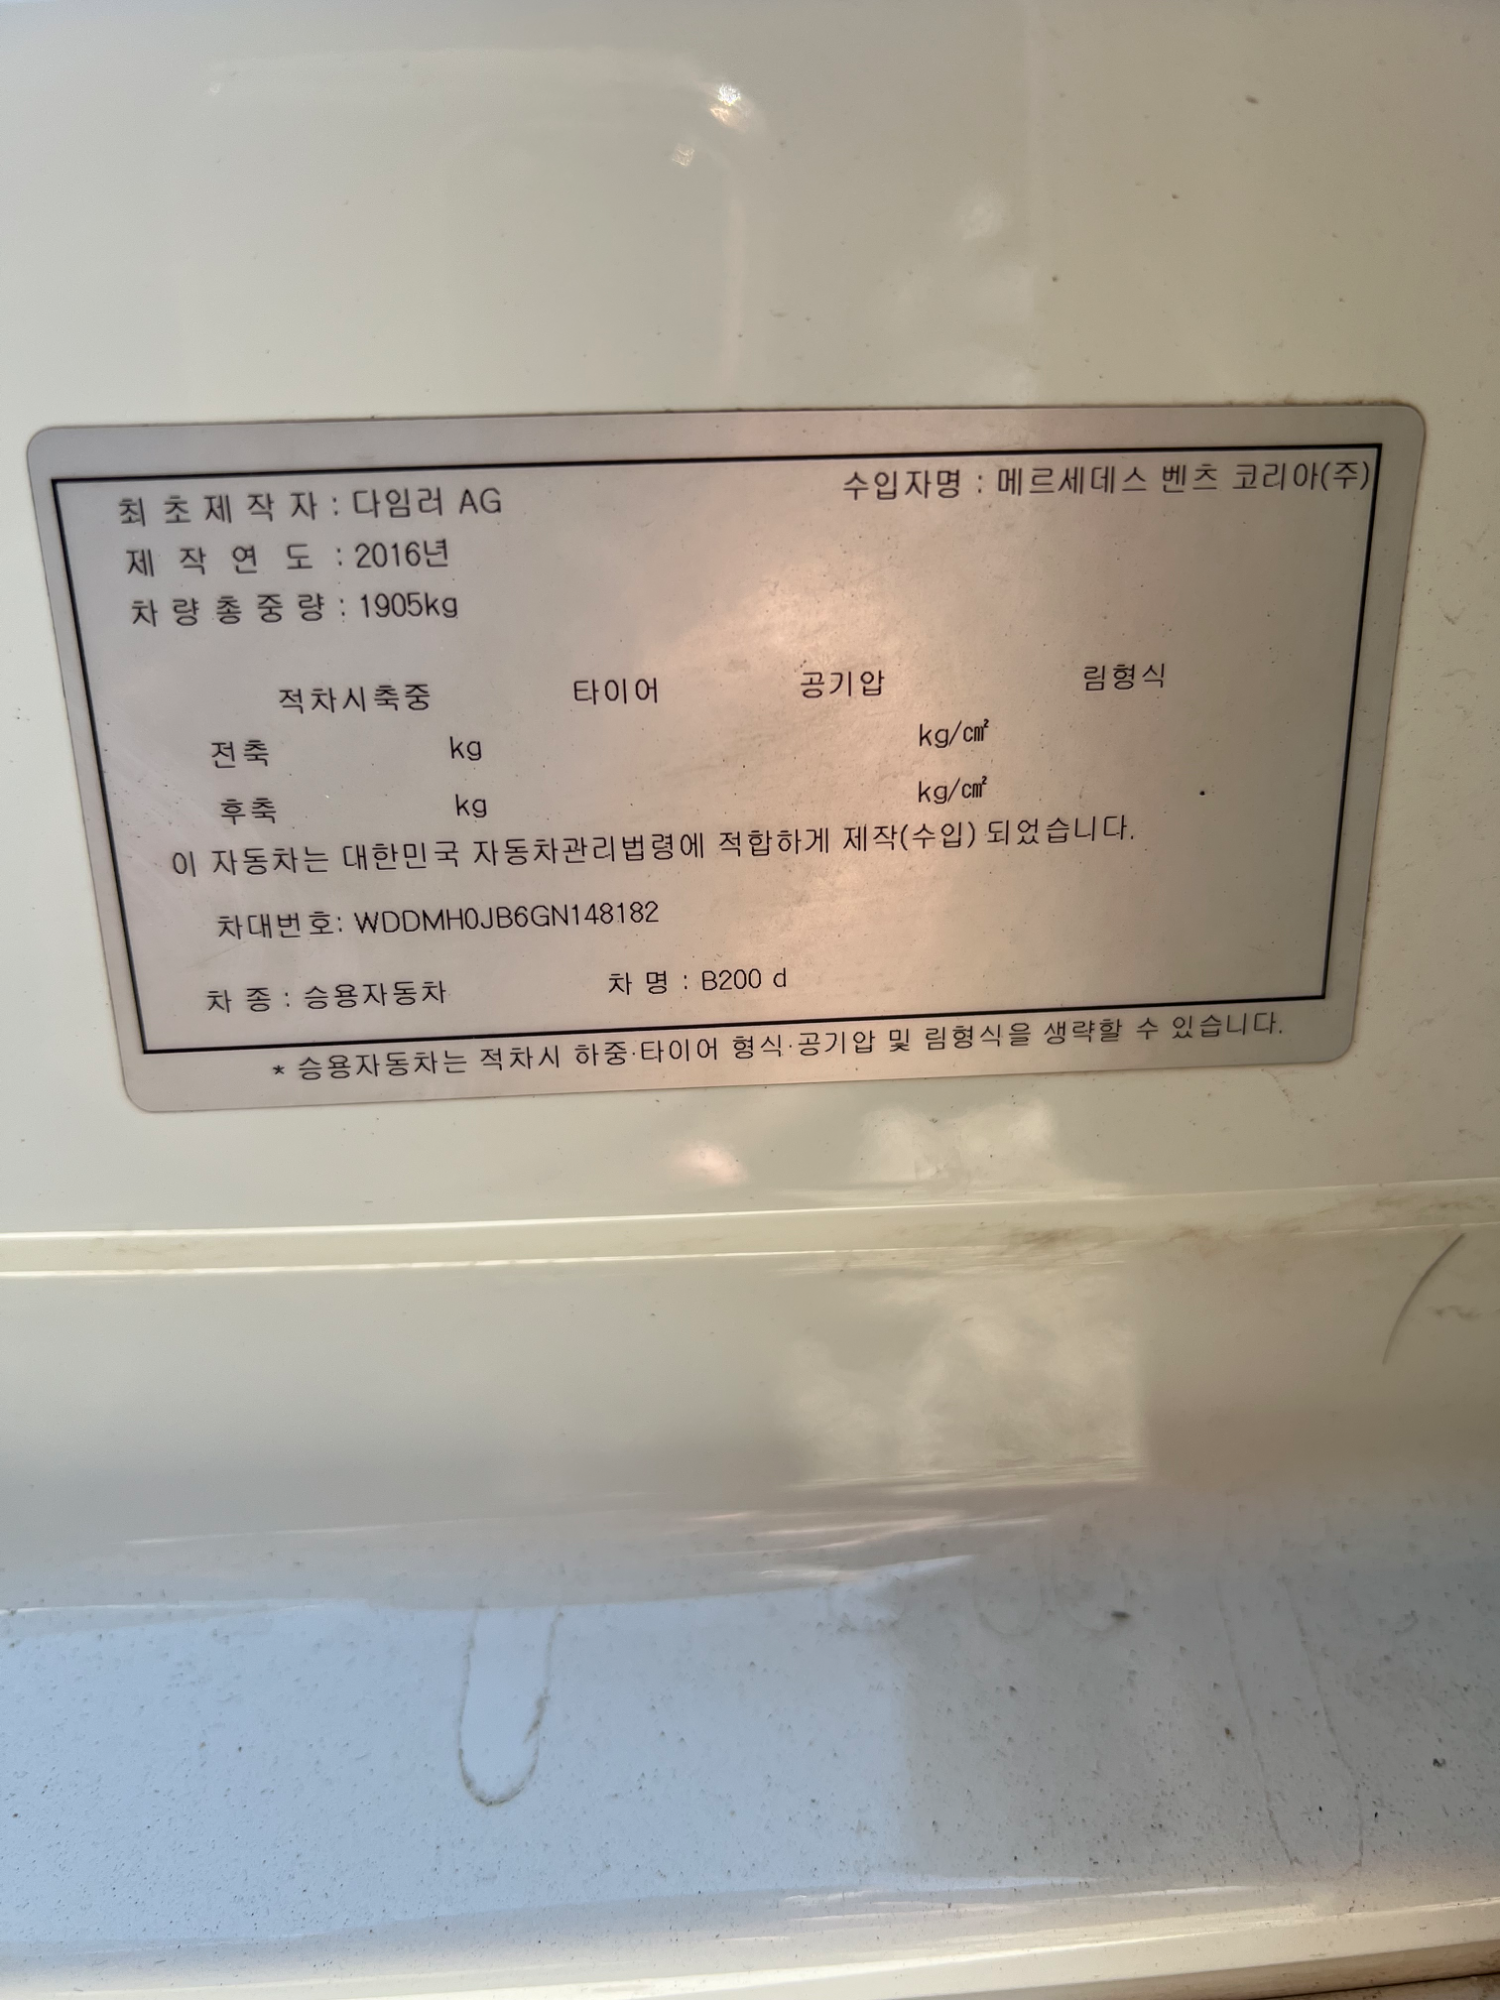 최초제작자 : 다임러 AG 수입자명 : 메르세데스 벤츠 코리아(주)
제작연도 : 2016년
차량총중량 : 1905kg
적차시축중 타이어 공기압 림형식
전축 kg kg/㎠
후축 kg kg/㎠
이 자동차는 대한민국 자동차관리법령에 적합하게 제작(수입) 되었습니다.
차대번호: WDDMH0JB6GN148182
차 종 : 승용자동차 차 명 : B200 d
* 승용자동차는 적차시 하중·타이어 형식·공기압 및 림형식을 생략할 수 있습니다.